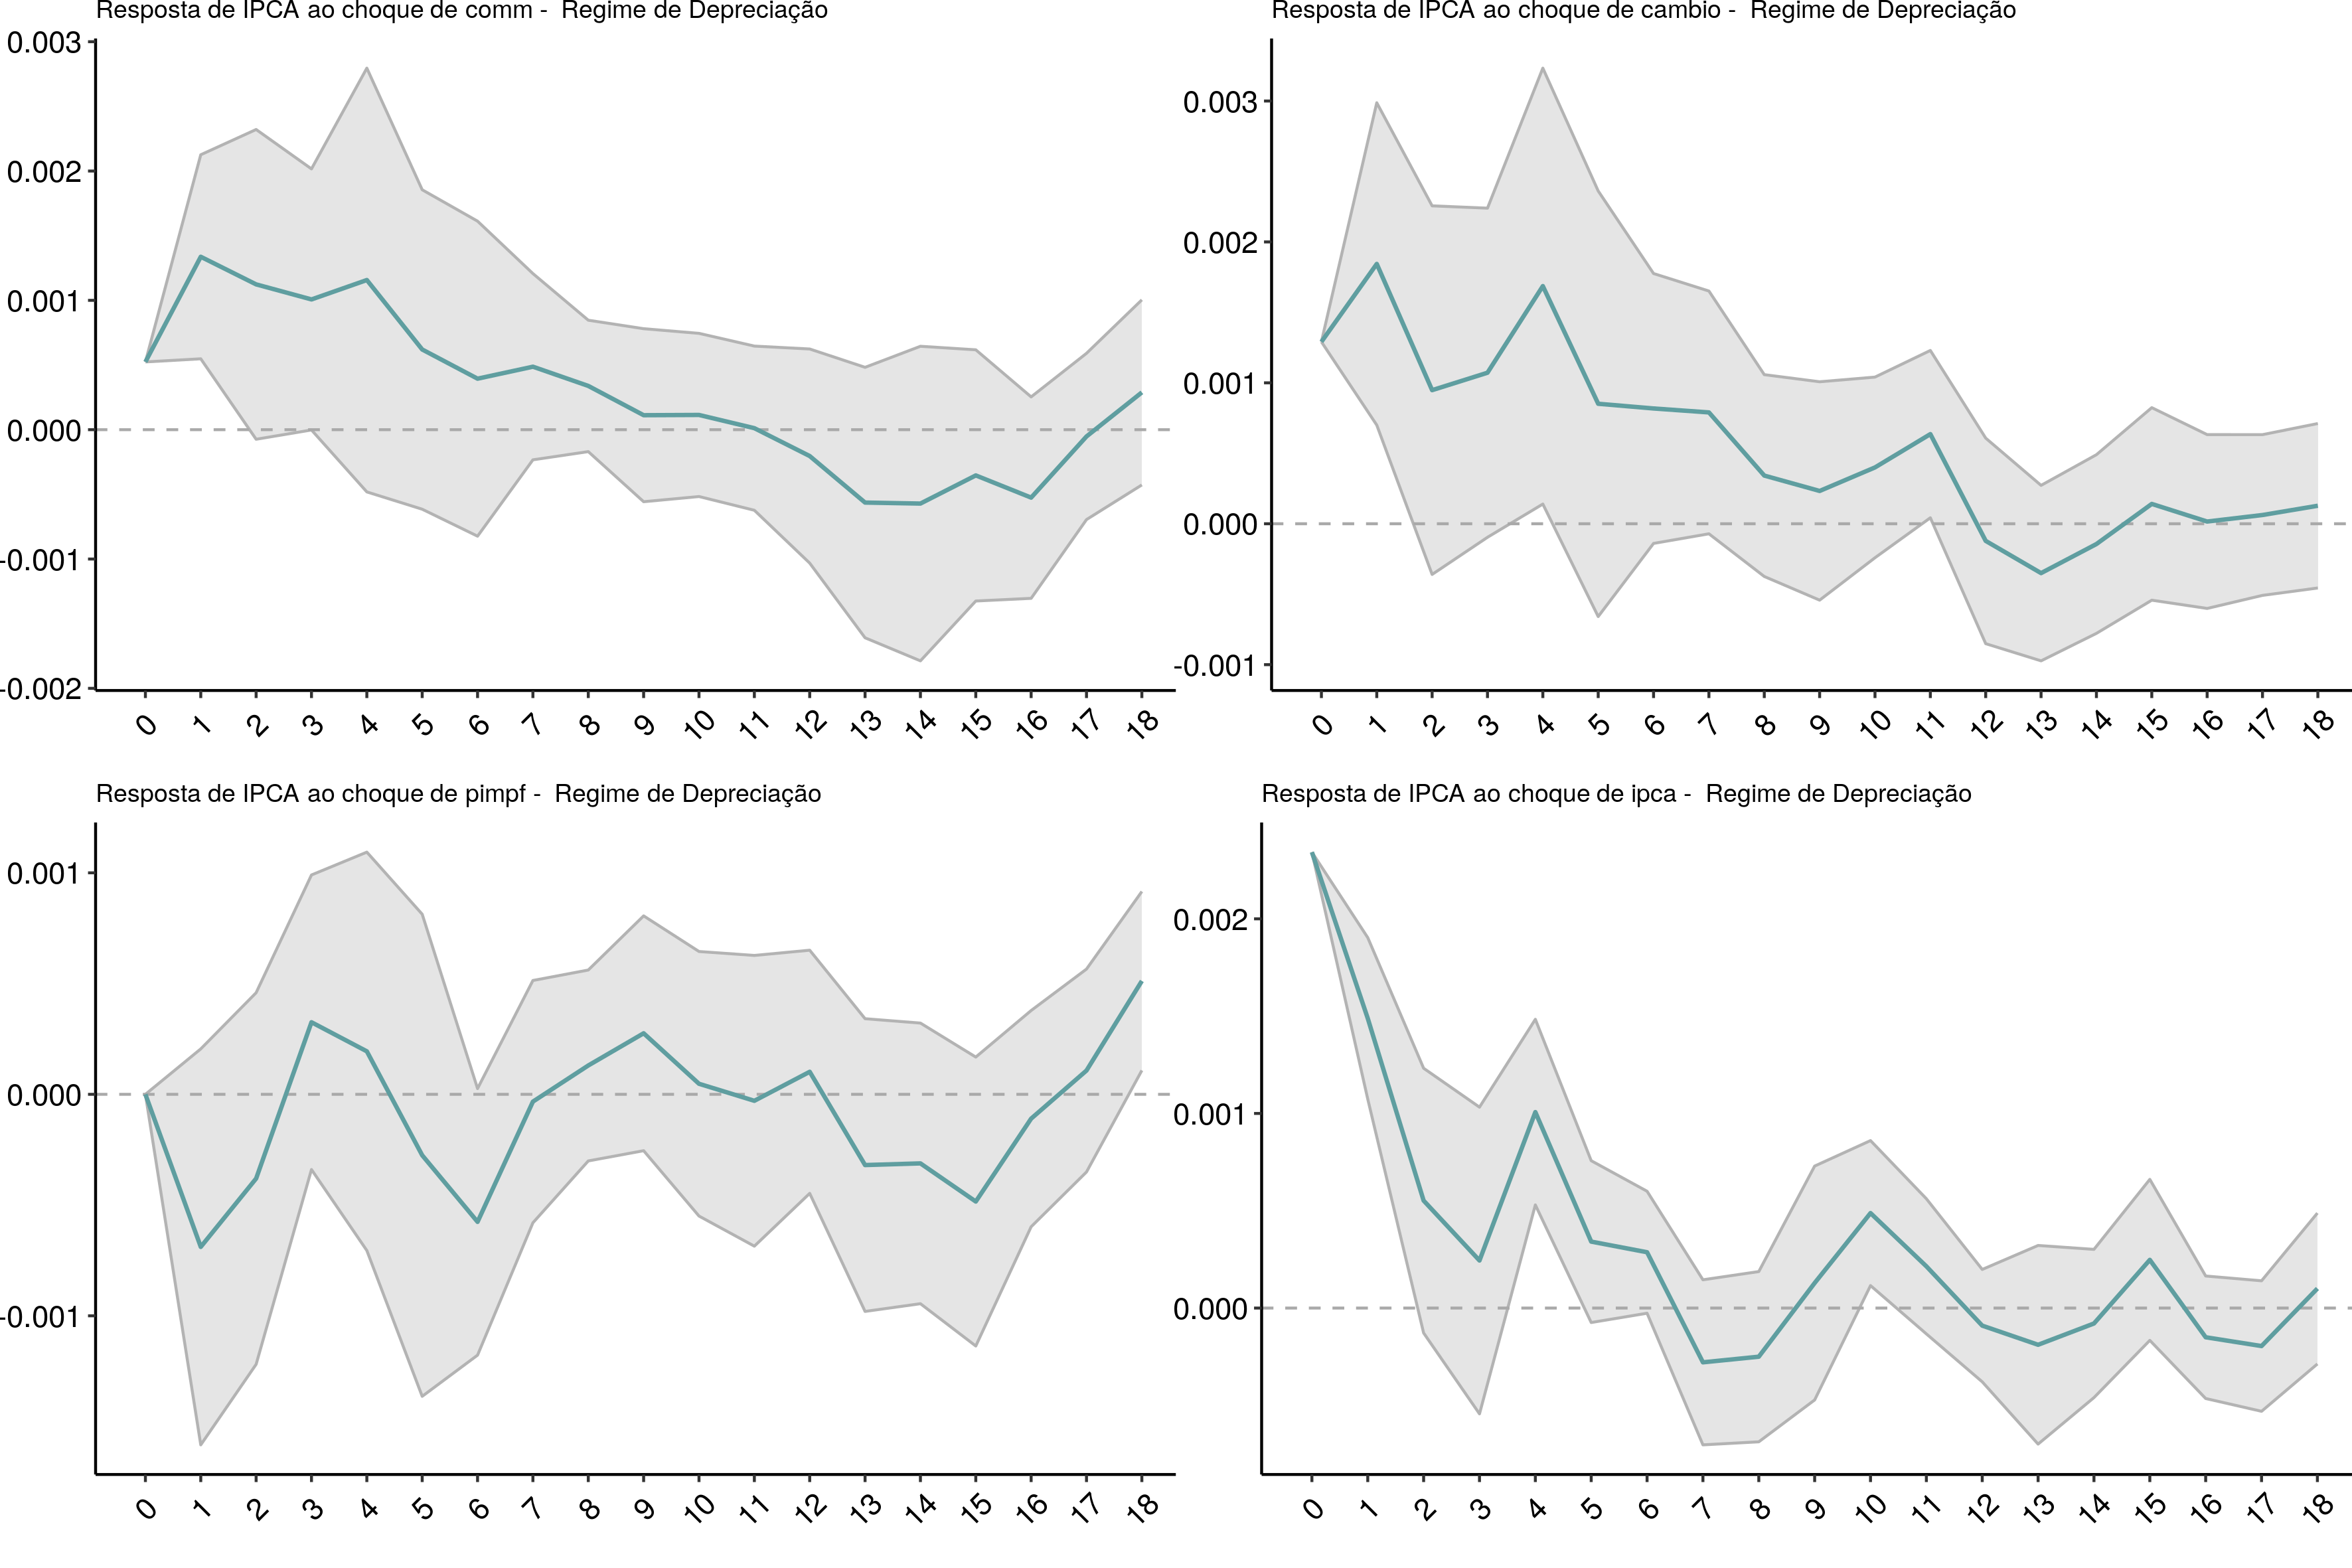 Resposta de IPCA ao choque de comm -  Regime de Depreciação
0.003
0.002
0.001
0.000
-0.001
-0.002
0 1 2 3 4 5 6 7 8 9 10 11 12 13 14 15 16 17 18
Resposta de IPCA ao choque de cambio -  Regime de Depreciação
0.003
0.002
0.001
0.000
-0.001
0 1 2 3 4 5 6 7 8 9 10 11 12 13 14 15 16 17 18
Resposta de IPCA ao choque de pimpf -  Regime de Depreciação
0.001
0.000
-0.001
0 1 2 3 4 5 6 7 8 9 10 11 12 13 14 15 16 17 18
Resposta de IPCA ao choque de ipca -  Regime de Depreciação
0.002
0.001
0.000
0 1 2 3 4 5 6 7 8 9 10 11 12 13 14 15 16 17 18